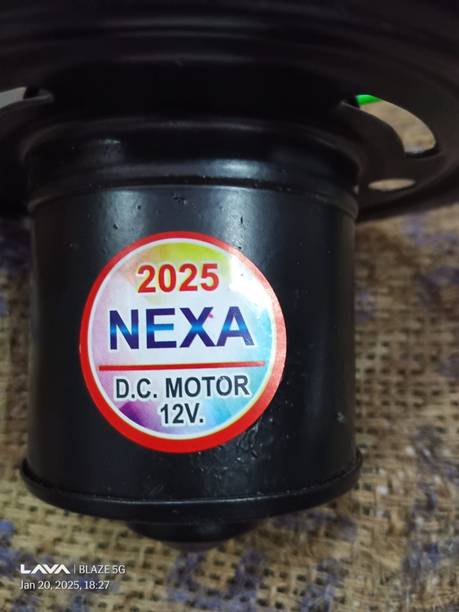 2025
NEXA
D.C. MOTOR
12V.
LAVA | BLAZE 5G
Jan 20, 2025, 18:27